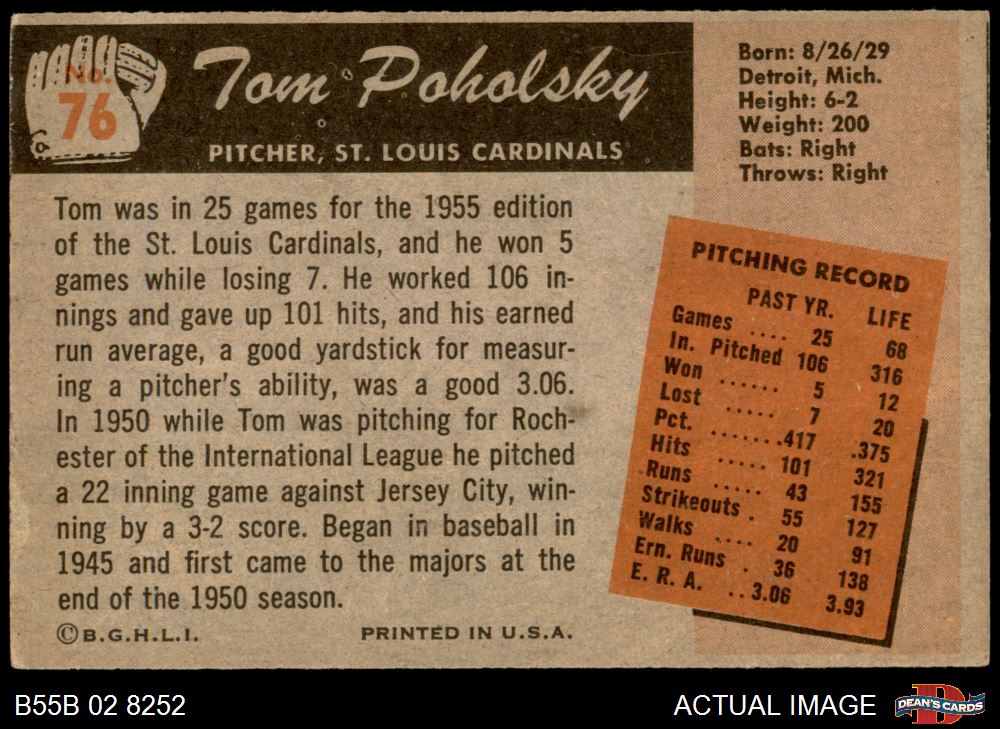 No.
76
Tom Poholsky
PITCHER, ST. LOUIS CARDINALS
Born: 8/26/29
Detroit, Mich.
Height: 6-2
Weight: 200
Bats: Right
Throws: Right
Tom was in 25 games for the 1955 edition
of the St. Louis Cardinals, and he won 5
games while losing 7. He worked 106 in-
nings and gave up 101 hits, and his earned
run average, a good yardstick for measur-
ing a pitcher's ability, was a good 3.06.
In 1950 while Tom was pitching for Roch-
ester of the International League he pitched
a 22 inning game against Jersey City, win-
ning by a 3-2 score. Began in baseball in
1945 and first came to the majors at the
end of the 1950 season.
©B.G.H.L.I. PRINTED IN U.S.A.
PITCHING RECORD
PAST YR. LIFE
Games .... 25 68
In. Pitched 106 316
Won ...... 5 12
Lost ..... 7 20
Pct. .......417 .375
Hits ..... 101 321
Runs ..... 43 155
Strikeouts . 55 127
Walks .... 20 91
Ern. Runs . 36 138
E. R. A. ..3.06 3.93
B55B 02 8252
ACTUAL IMAGE
D
DEAN'S CARDS